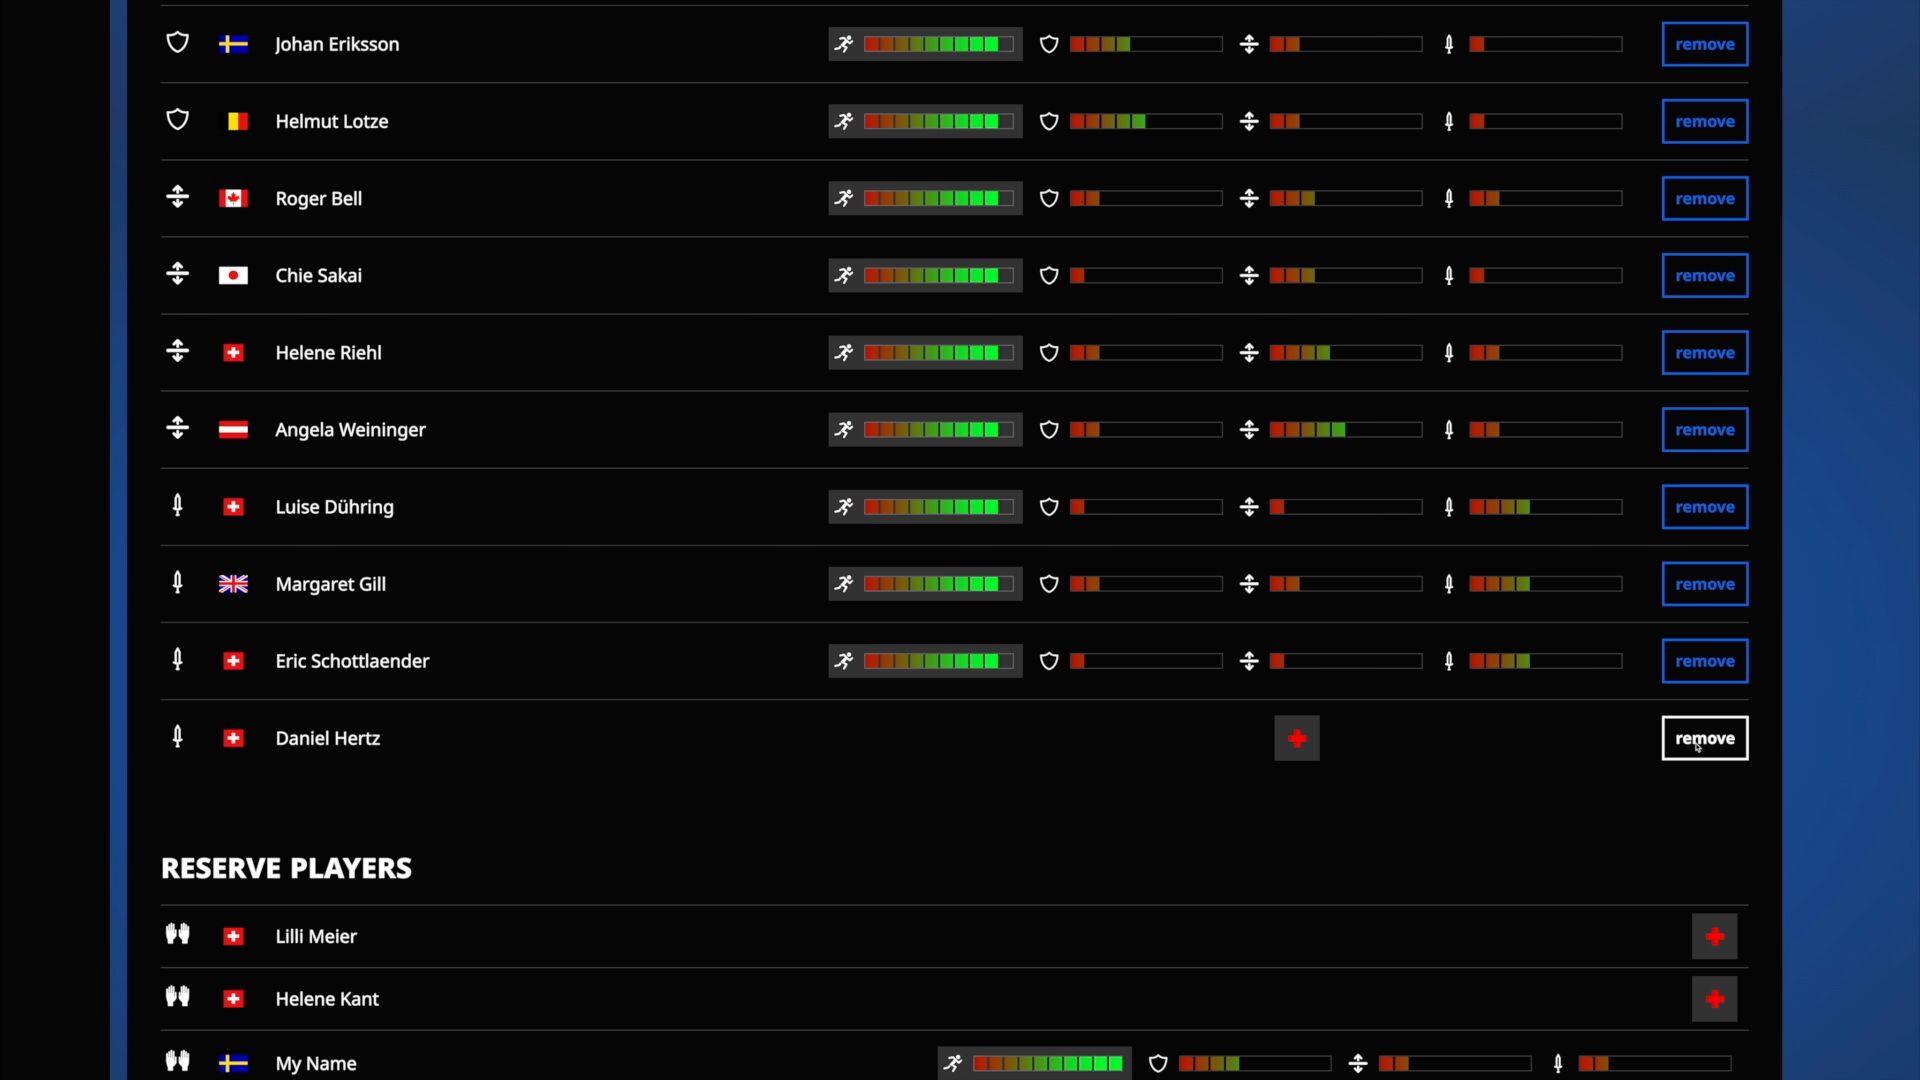 Johan Eriksson remove
Helmut Lotze remove
Roger Bell remove
Chie Sakai remove
Helene Riehl remove
Angela Weininger remove
Luise Dühring remove
Margaret Gill remove
Eric Schottlaender remove
Daniel Hertz remove
RESERVE PLAYERS
Lilli Meier
Helene Kant
My Name